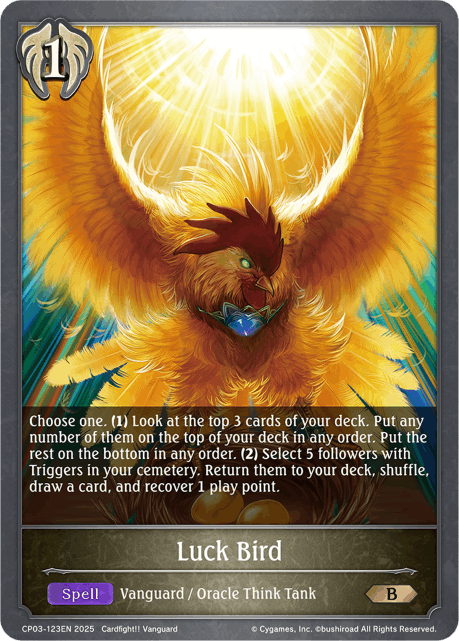 1
Choose one. (1) Look at the top 3 cards of your deck. Put any
number of them on the top of your deck in any order. Put the
rest on the bottom in any order. (2) Select 5 followers with
Triggers in your cemetery. Return them to your deck, shuffle,
draw a card, and recover 1 play point.
Luck Bird
Spell Vanguard / Oracle Think Tank B
CP03-123EN 2025 Cardfight!! Vanguard © Cygames, Inc. ©bushiroad All Rights Reserved.